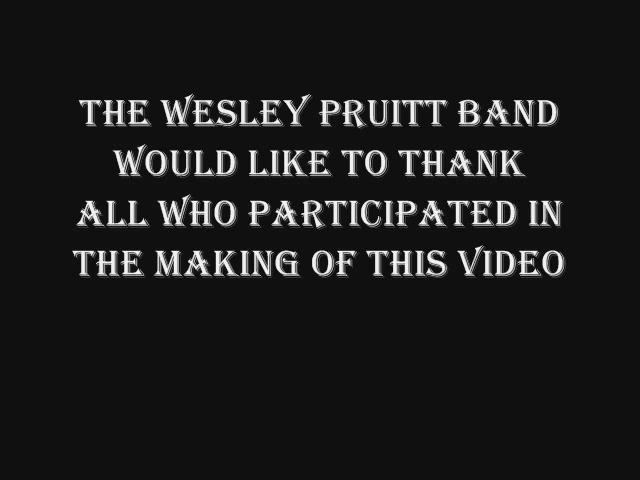 THE WESLEY PRUITT BAND
WOULD LIKE TO THANK
ALL WHO PARTICIPATED IN
THE MAKING OF THIS VIDEO